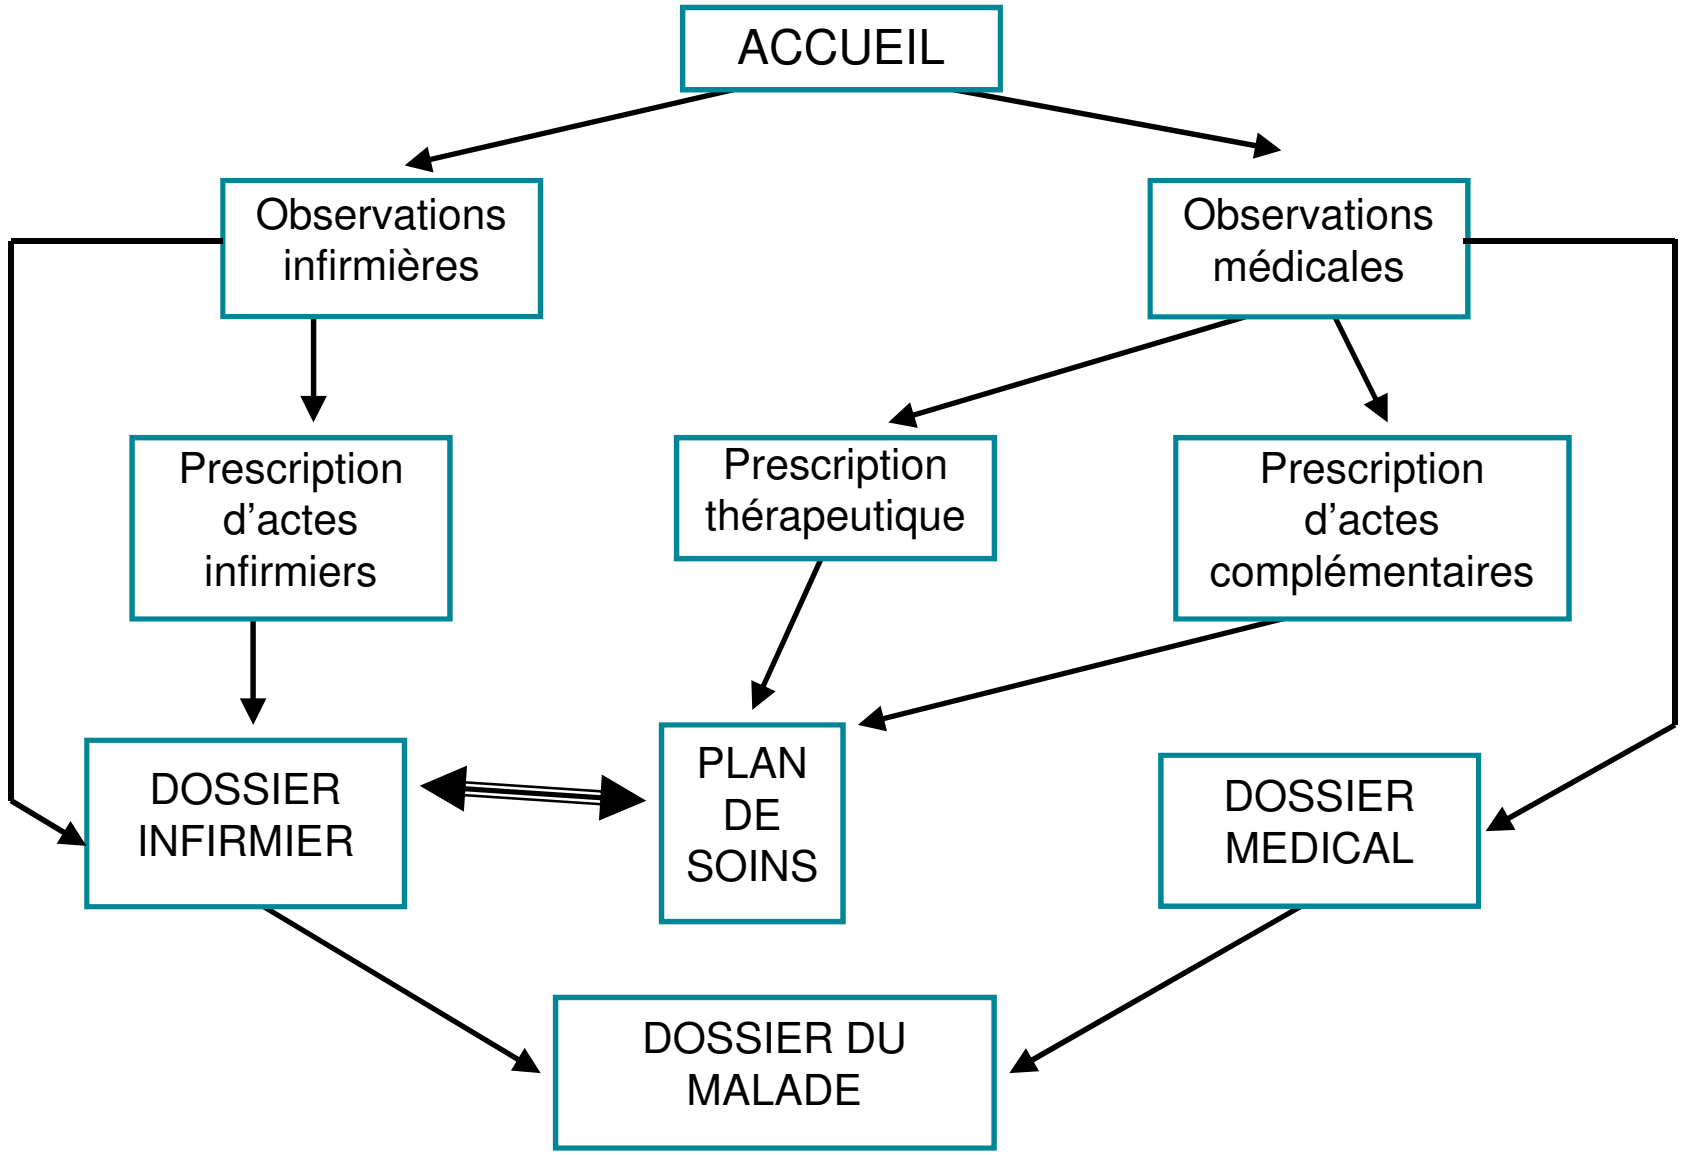 ACCUEIL
Observations
infirmières
Observations
médicales
Prescription
d’actes
infirmiers
Prescription
thérapeutique
Prescription
d’actes
complémentaires
DOSSIER
INFIRMIER
PLAN
DE
SOINS
DOSSIER
MEDICAL
DOSSIER DU
MALADE